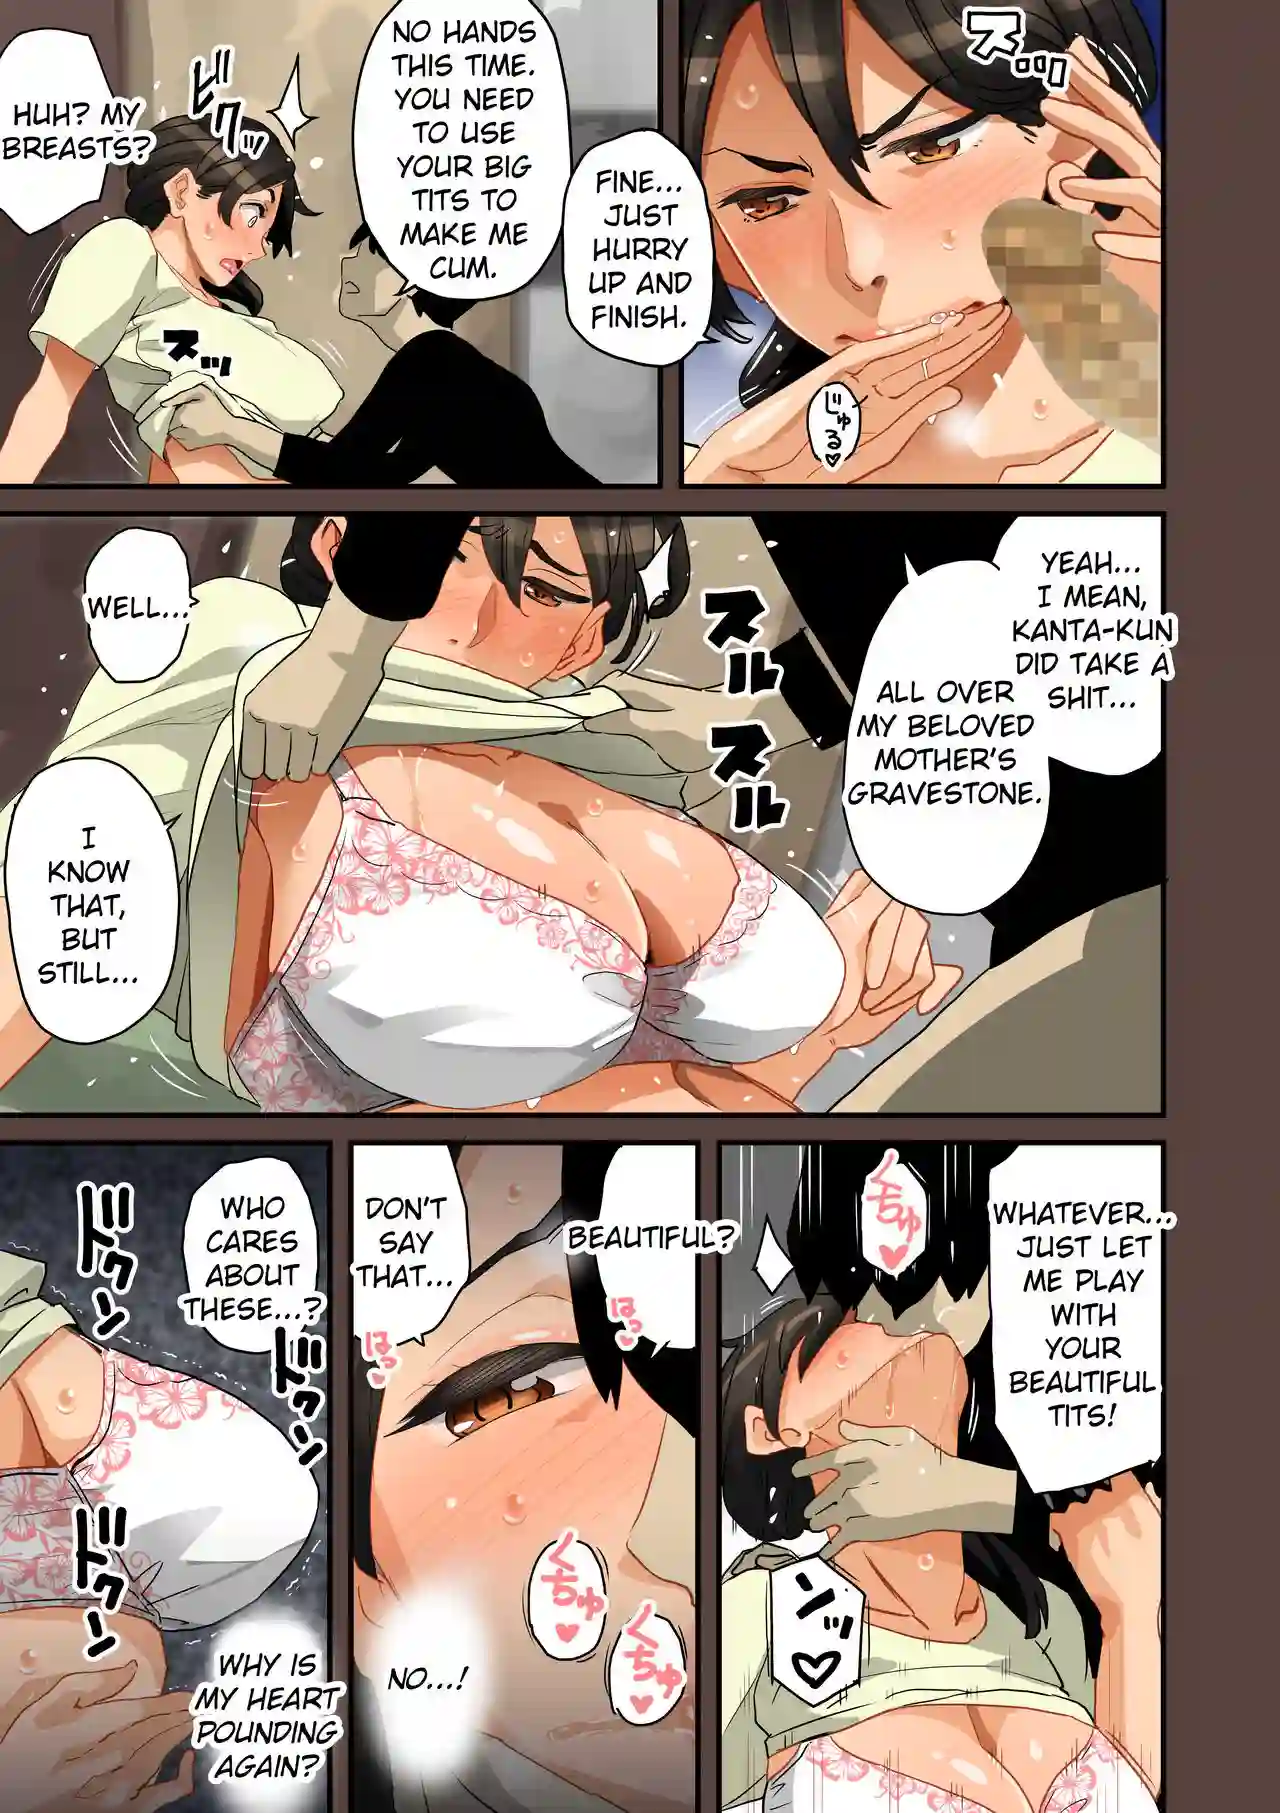 ズッ…
FINE...
JUST
HURRY
UP AND
FINISH.
じゅる♡
NO HANDS
THIS TIME.
YOU NEED
TO USE
YOUR BIG
TITS TO
MAKE ME
CUM.
ビクッ
HUH? MY
BREASTS?
ズッ…
YEAH...
I MEAN,
KANTA-KUN
DID TAKE A
SHIT...
ALL OVER
MY BELOVED
MOTHER'S
GRAVESTONE.
ズル
ズル
WELL...
I
KNOW
THAT,
BUT
STILL...
WHATEVER...
JUST LET
ME PLAY
WITH
YOUR
BEAUTIFUL
TITS!
くちゅ♡
ンッ♡
BEAUTIFUL?
はっ
DON'T
SAY
THAT...
はっ
くちゅ♡
くちゅ♡
NO...!
WHO
CARES
ABOUT
THESE...?
ドクン
ドクン
ドクン
WHY IS
MY HEART
POUNDING
AGAIN?